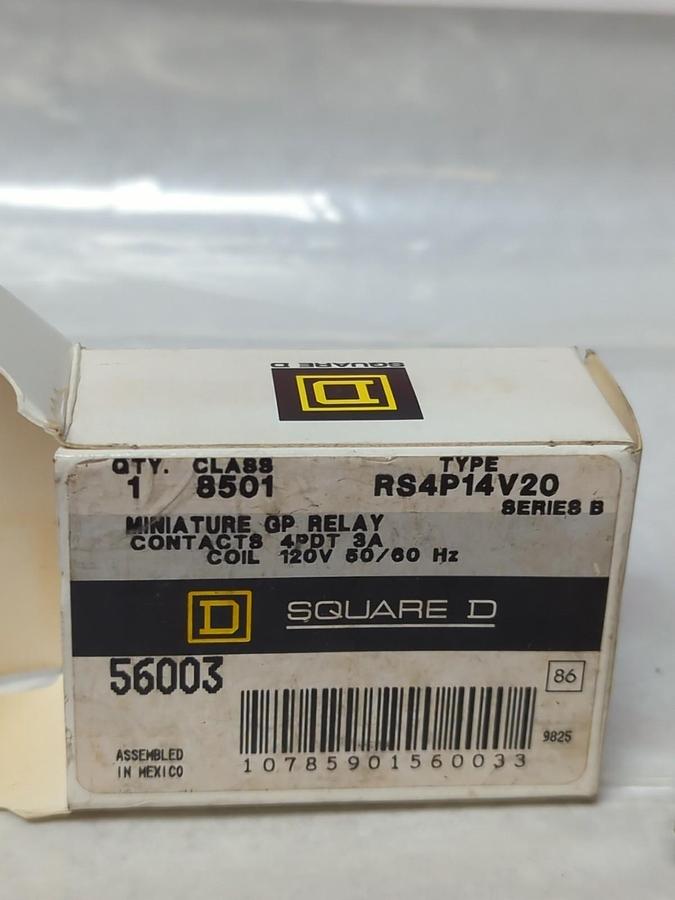 SQUARE D
D
QTY. CLASS TYPE
1 8501 RS4P14V20
SERIES B
MINIATURE GP RELAY
CONTACTS 4PDT 3A
COIL 120V 50/60 Hz
D SQUARE D
56003
86
9825
ASSEMBLED
IN MEXICO
10785901560033